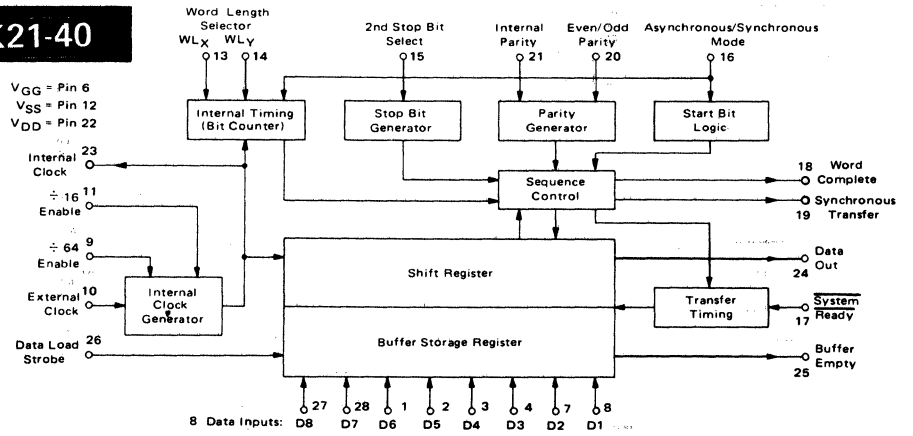 K21-40
VGG = Pin 6
VSS = Pin 12
VDD = Pin 22
Word Length
Selector
WLX WLY
13 14
2nd Stop Bit
Select
15
Internal
Parity
21
Even/Odd
Parity
20
Asynchronous/Synchronous
Mode
16
Internal Timing
(Bit Counter)
Stop Bit
Generator
Parity
Generator
Start Bit
Logic
23
Internal
Clock
11
÷ 16
Enable
9
÷ 64
Enable
10
External
Clock
26
Data Load
Strobe
Internal
Clock
Generator
Sequence
Control
18 Word
Complete
19 Synchronous
Transfer
Shift Register
Buffer Storage Register
Transfer
Timing
Data
Out
24
System
Ready
17
Buffer
Empty
25
27 28 1 2 3 4 7 8
8 Data Inputs: D8 D7 D6 D5 D4 D3 D2 D1